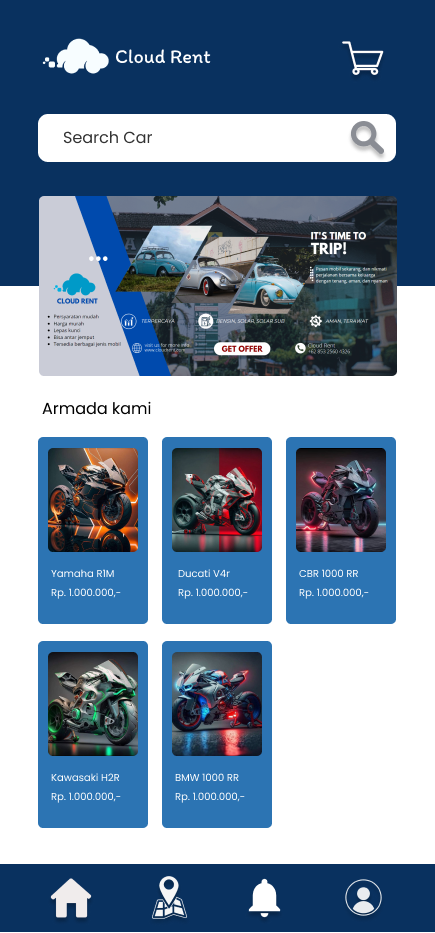 Cloud Rent
Search Car
IT'S TIME TO
TRIP!
Pesan mobil sekarang, dan nikmati
perjalanan bersama keluarga
dengan tenang, aman, dan nyaman
CLOUD RENT
Penyaratan mudah
Harga murah
Lepas kunci
Bisa antar jemput
Tersedia berbagai jenis mobil
TERPERCAYA
BENSIN, SOLAR, SOLAR SUB
AMAN, TERAWAT
visit us for more info
www.cloudrent.com
GET OFFER
Cloud Rent
+62 853 2560 4326
Armada kami
Yamaha R1M
Rp. 1.000.000,-
Ducati V4r
Rp. 1.000.000,-
CBR 1000 RR
Rp. 1.000.000,-
Kawasaki H2R
Rp. 1.000.000,-
BMW 1000 RR
Rp. 1.000.000,-